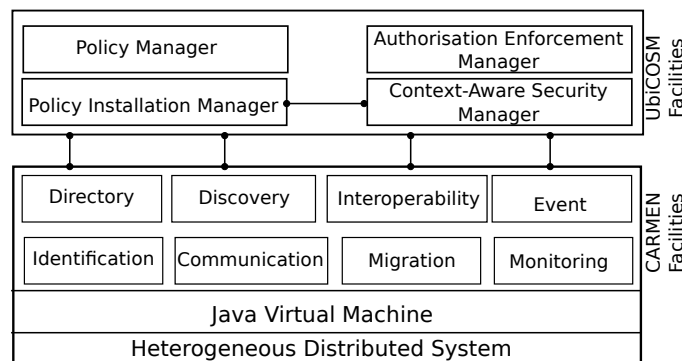 Policy Manager
Authorisation Enforcement
Manager
Policy Installation Manager
Context-Aware Security
Manager
UbiCOSM
Facilities
Directory
Discovery
Interoperability
Event
Identification
Communication
Migration
Monitoring
CARMEN
Facilities
Java Virtual Machine
Heterogeneous Distributed System